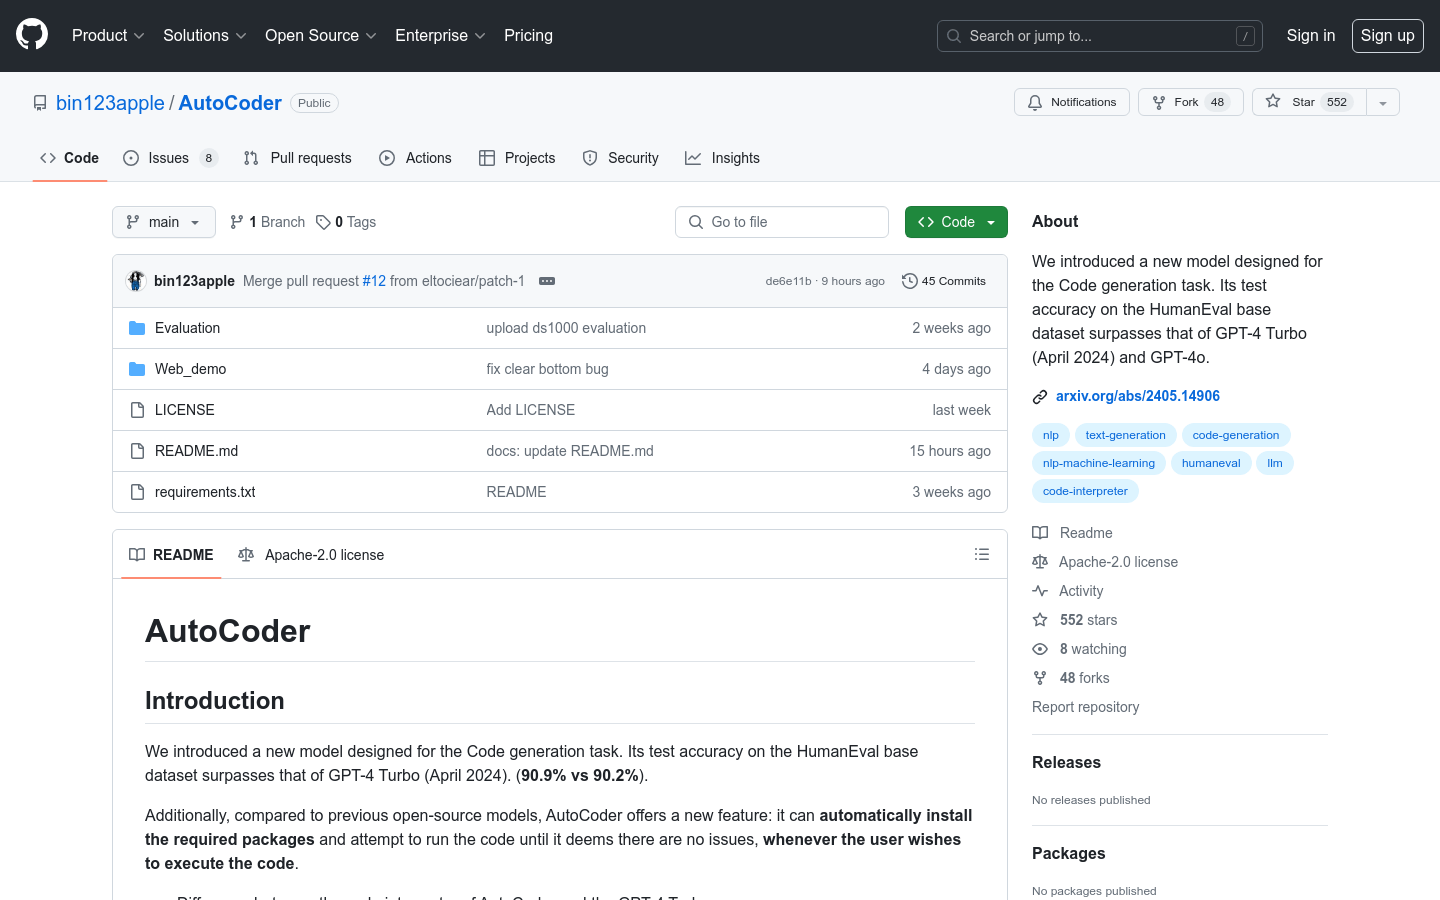 Product Solutions Open Source Enterprise Pricing Search or jump to... / Sign in Sign up
bin123apple / AutoCoder Public Notifications Fork 48 Star 552
Code Issues 8 Pull requests Actions Projects Security Insights
main 1 Branch 0 Tags Go to file Code
bin123apple Merge pull request #12 from eltociear/patch-1 de6e11b · 9 hours ago 45 Commits
Evaluation upload ds1000 evaluation 2 weeks ago
Web_demo fix clear bottom bug 4 days ago
LICENSE Add LICENSE last week
README.md docs: update README.md 15 hours ago
requirements.txt README 3 weeks ago
README Apache-2.0 license
AutoCoder
Introduction
We introduced a new model designed for the Code generation task. Its test accuracy on the HumanEval base
dataset surpasses that of GPT-4 Turbo (April 2024). (90.9% vs 90.2%).
Additionally, compared to previous open-source models, AutoCoder offers a new feature: it can automatically install
the required packages and attempt to run the code until it deems there are no issues, whenever the user wishes
to execute the code.
About
We introduced a new model designed for
the Code generation task. Its test
accuracy on the HumanEval base
dataset surpasses that of GPT-4 Turbo
(April 2024) and GPT-4o.
arxiv.org/abs/2405.14906
nlp text-generation code-generation
nlp-machine-learning humaneval llm
code-interpreter
Readme
Apache-2.0 license
Activity
552 stars
8 watching
48 forks
Report repository
Releases
No releases published
Packages
No packages published